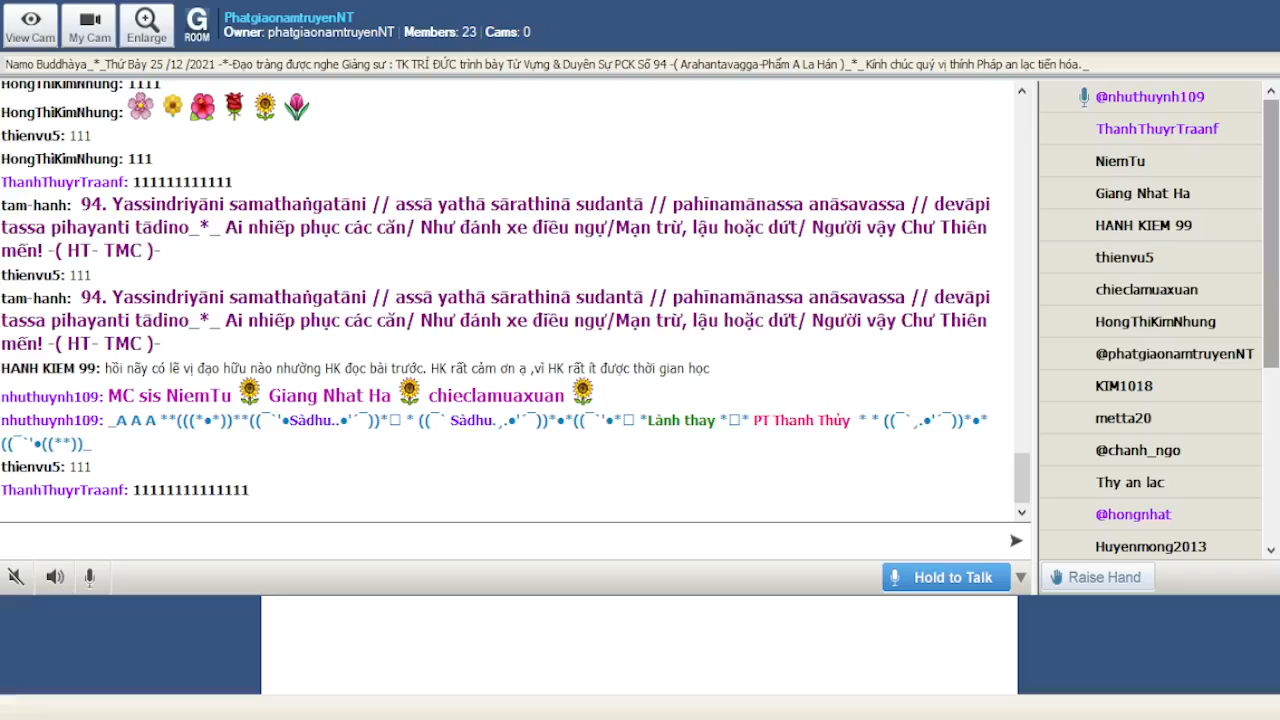 View Cam
My Cam
Enlarge
G
ROOM
PhatgiaonamtruyenNT
Owner: phatgiaonamtruyenNT | Members: 23 | Cams: 0
Namo Buddhàya_*_Thứ Bảy 25 /12 /2021 -*-Đạo tràng được nghe Giảng sư : TK TRÍ ĐỨC trình bày Từ Vựng & Duyên Sự PCK Số 94 -( Arahantavagga-Phẩm A La Hán )_*_ Kính chúc quý vị thính Pháp an lạc tiến hóa._
HongThiKimNhung: 1111
HongThiKimNhung:
thienvu5: 111
HongThiKimNhung: 111
ThanhThuyrTraanf: 111111111111
tam-hanh: 94. Yassindriyāni samathaṅgatāni // assā yathā sārathinā sudantā // pahīnamānassa anāsavassa // devāpi
tassa pihayanti tādino_*_ Ai nhiếp phục các căn/ Như đánh xe điều ngự/Mạn trừ, lậu hoặc dứt/ Người vậy Chư Thiên
mến! -( HT- TMC )-
thienvu5: 111
tam-hanh: 94. Yassindriyāni samathaṅgatāni // assā yathā sārathinā sudantā // pahīnamānassa anāsavassa // devāpi
tassa pihayanti tādino_*_ Ai nhiếp phục các căn/ Như đánh xe điều ngự/Mạn trừ, lậu hoặc dứt/ Người vậy Chư Thiên
mến! -( HT- TMC )-
HANH KIEM 99: hồi nãy có lẽ vị đạo hữu nào nhường HK đọc bài trước. HK rất cảm ơn ạ ,vì HK rất ít được thời gian học
nhuthuynh109: MC sis NiemTu Giang Nhat Ha chieclamuaxuan
nhuthuynh109: _A A A **(((*●*))**((¯`'●Sàdhu..●'´¯))*□ * ((¯` Sàdhu.¸.●'´¯))*●*((¯`'●*□ *Lành thay *□* PT Thanh Thủy * * ((¯`¸.●'´¯))*●*
((¯`'●((**))_
thienvu5: 111
ThanhThuyrTraanf: 11111111111111
Hold to Talk
@nhuthuynh109
ThanhThuyrTraanf
NiemTu
Giang Nhat Ha
HANH KIEM 99
thienvu5
chieclamuaxuan
HongThiKimNhung
@phatgiaonamtruyenNT
KIM1018
metta20
@chanh_ngo
Thy an lac
@hongnhat
Huyenmong2013
Raise Hand